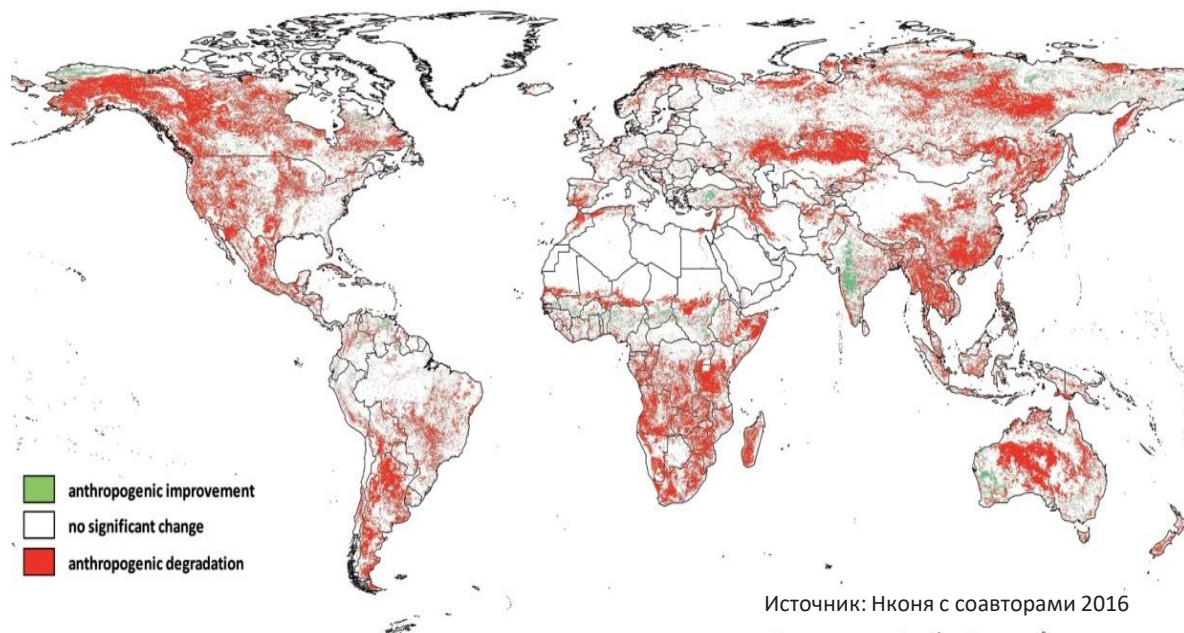 anthropogenic improvement
no significant change
anthropogenic degradation
Источник: Нконя с соавторами 2016